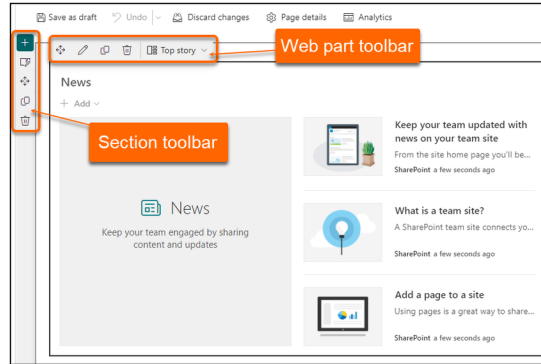 Save as draft Undo Discard changes Page details Analytics
Web part toolbar
Top story
News
+ Add
Section toolbar
News
Keep your team engaged by sharing
content and updates
Keep your team updated with
news on your team site
From the site home page you'll be...
SharePoint a few seconds ago
What is a team site?
A SharePoint team site connects yo...
SharePoint a few seconds ago
Add a page to a site
Using pages is a great way to share...
SharePoint a few seconds ago